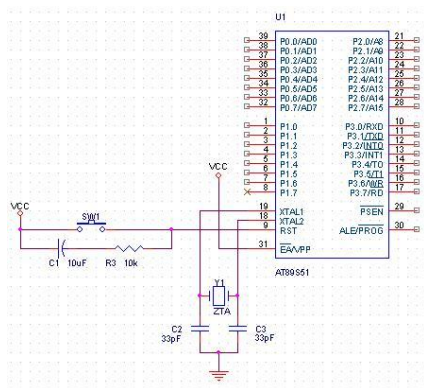 U1
39 P0.0/AD0 P2.0/A8 21
38 P0.1/AD1 P2.1/A9 22
37 P0.2/AD2 P2.2/A10 23
36 P0.3/AD3 P2.3/A11 24
35 P0.4/AD4 P2.4/A12 25
34 P0.5/AD5 P2.5/A13 26
33 P0.6/AD6 P2.6/A14 27
32 P0.7/AD7 P2.7/A15 28
1 P1.0 P3.0/RXD 10
2 P1.1 P3.1/TXD 11
3 P1.2 P3.2/INT0 12
4 P1.3 P3.3/INT1 13
5 P1.4 P3.4/T0 14
6 P1.5 P3.5/T1 15
7 P1.6 P3.6/WR 16
8 P1.7 P3.7/RD 17
VCC
19 XTAL1 PSEN 29
18 XTAL2
9 RST ALE/PROG 30
31 EA/VPP
AT89S51
VCC
SW1
C1 10uF R3 10k
Y1
ZTA
C2 C3
33pF 33pF